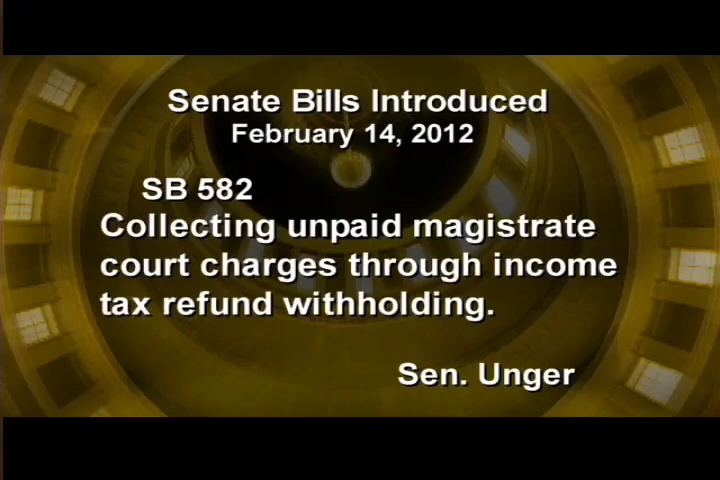 Senate Bills Introduced
February 14, 2012
SB 582
Collecting unpaid magistrate
court charges through income
tax refund withholding.
Sen. Unger